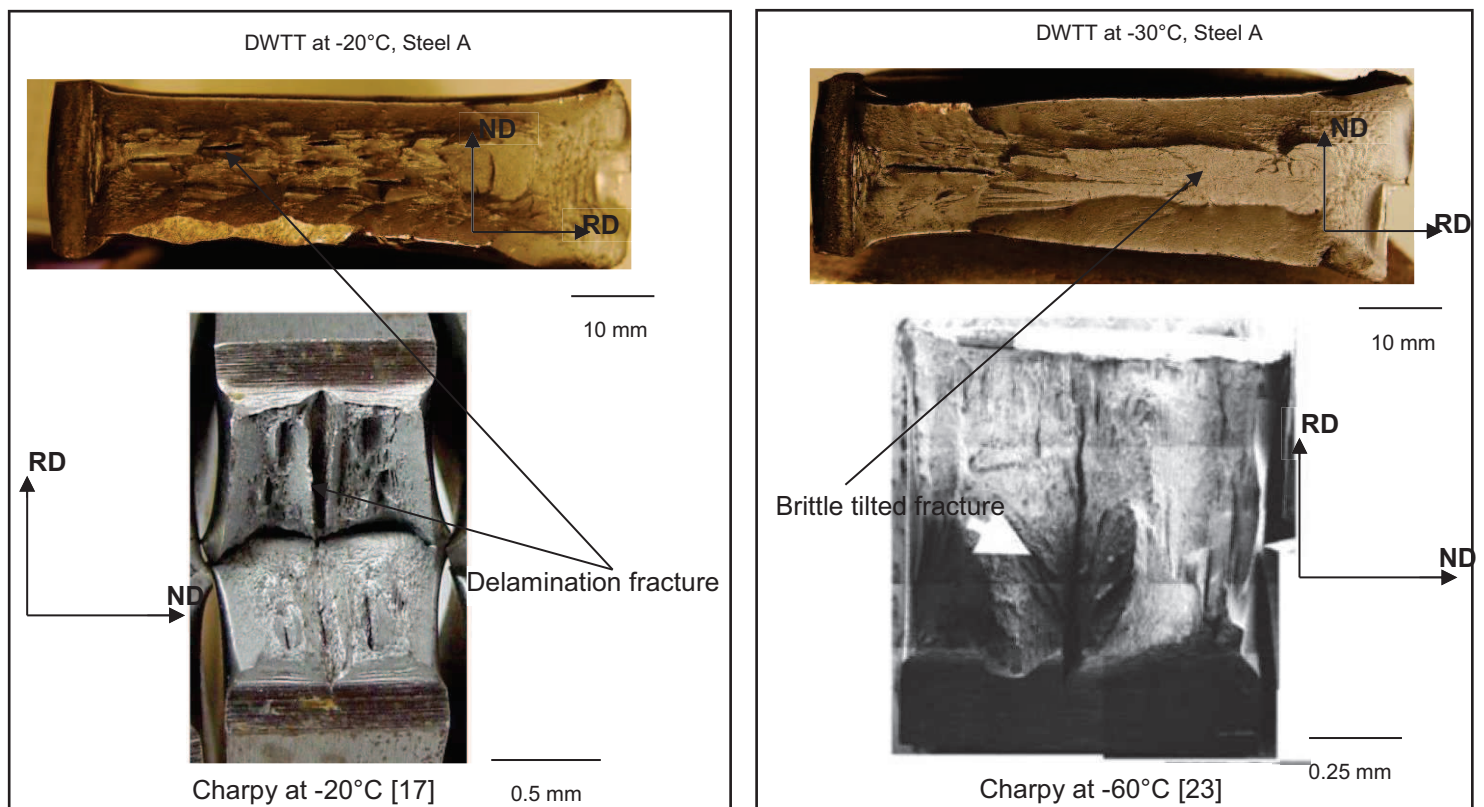 DWTT at -20°C, Steel A
ND
RD
10 mm
RD
ND
Delamination fracture
Charpy at -20°C [17]
0.5 mm
DWTT at -30°C, Steel A
ND
RD
10 mm
Brittle tilted fracture
RD
ND
Charpy at -60°C [23]
0.25 mm